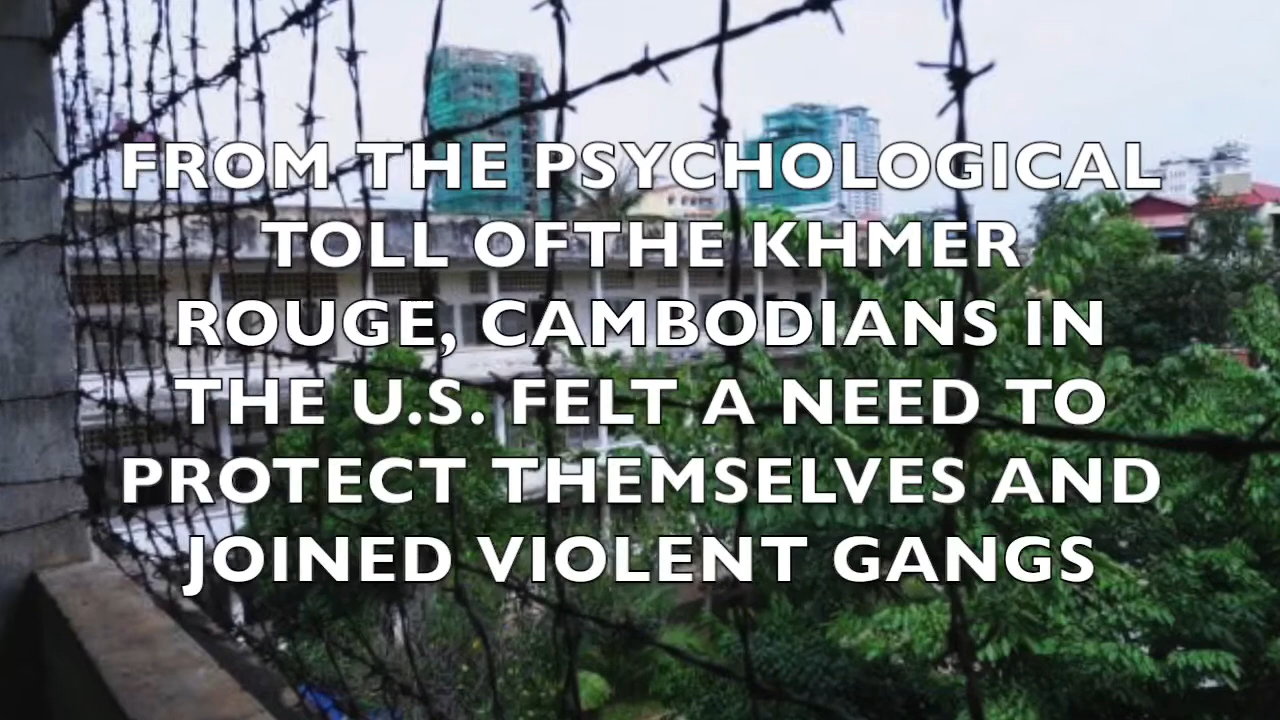 FROM THE PSYCHOLOGICAL
TOLL OFTHE KHMER
ROUGE, CAMBODIANS IN
THE U.S. FELT A NEED TO
PROTECT THEMSELVES AND
JOINED VIOLENT GANGS